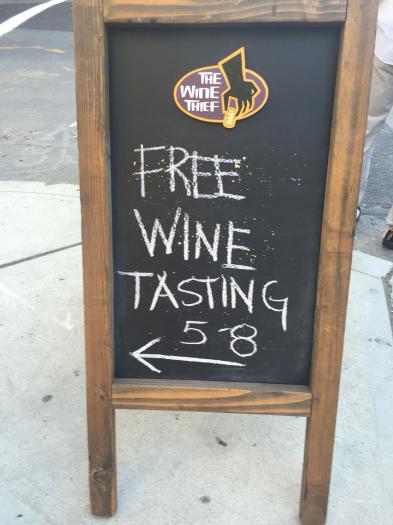 THE
WINE
THIEF
FREE
WINE
TASTING
5-8